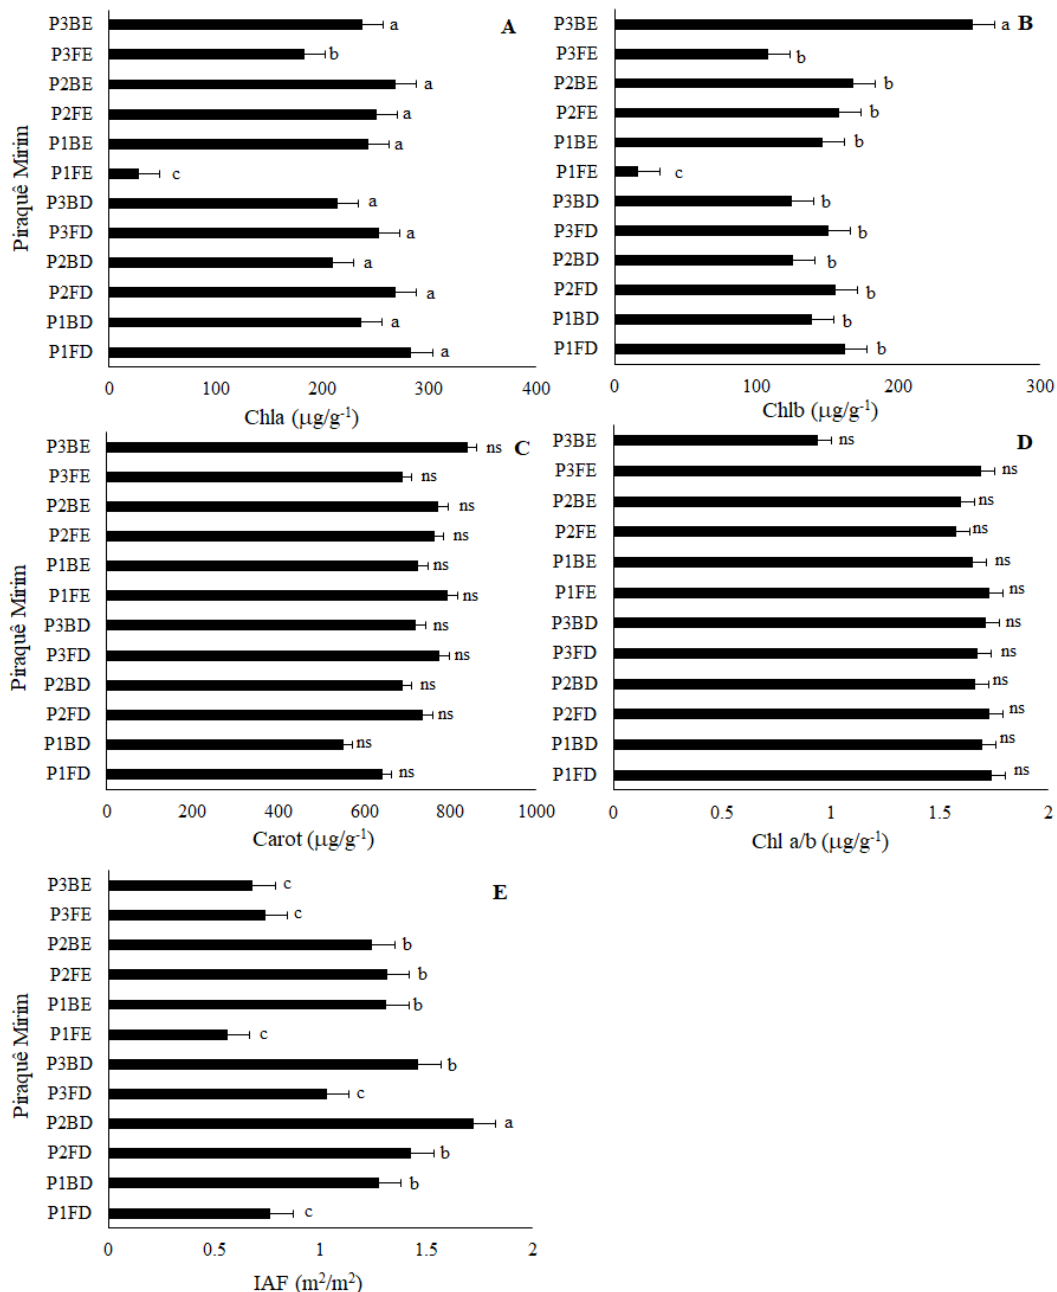 A
P3BE a
P3FE b
P2BE a
P2FE a
P1BE a
P1FE c
P3BD a
P3FD a
P2BD a
P2FD a
P1BD a
P1FD a
0 100 200 300 400
Chla (μg/g⁻¹)
Piraquê Mirim
B
P3BE a
P3FE b
P2BE b
P2FE b
P1BE b
P1FE c
P3BD b
P3FD b
P2BD b
P2FD b
P1BD b
P1FD b
0 100 200 300
Chlb (μg/g⁻¹)
C
P3BE ns
P3FE ns
P2BE ns
P2FE ns
P1BE ns
P1FE ns
P3BD ns
P3FD ns
P2BD ns
P2FD ns
P1BD ns
P1FD ns
0 200 400 600 800 1000
Carot (μg/g⁻¹)
Piraquê Mirim
D
P3BE ns
P3FE ns
P2BE ns
P2FE ns
P1BE ns
P1FE ns
P3BD ns
P3FD ns
P2BD ns
P2FD ns
P1BD ns
P1FD ns
0 0.5 1 1.5 2
Chl a/b (μg/g⁻¹)
E
P3BE c
P3FE c
P2BE b
P2FE b
P1BE b
P1FE c
P3BD b
P3FD c
P2BD a
P2FD b
P1BD b
P1FD c
0 0.5 1 1.5 2
IAF (m²/m²)
Piraquê Mirim